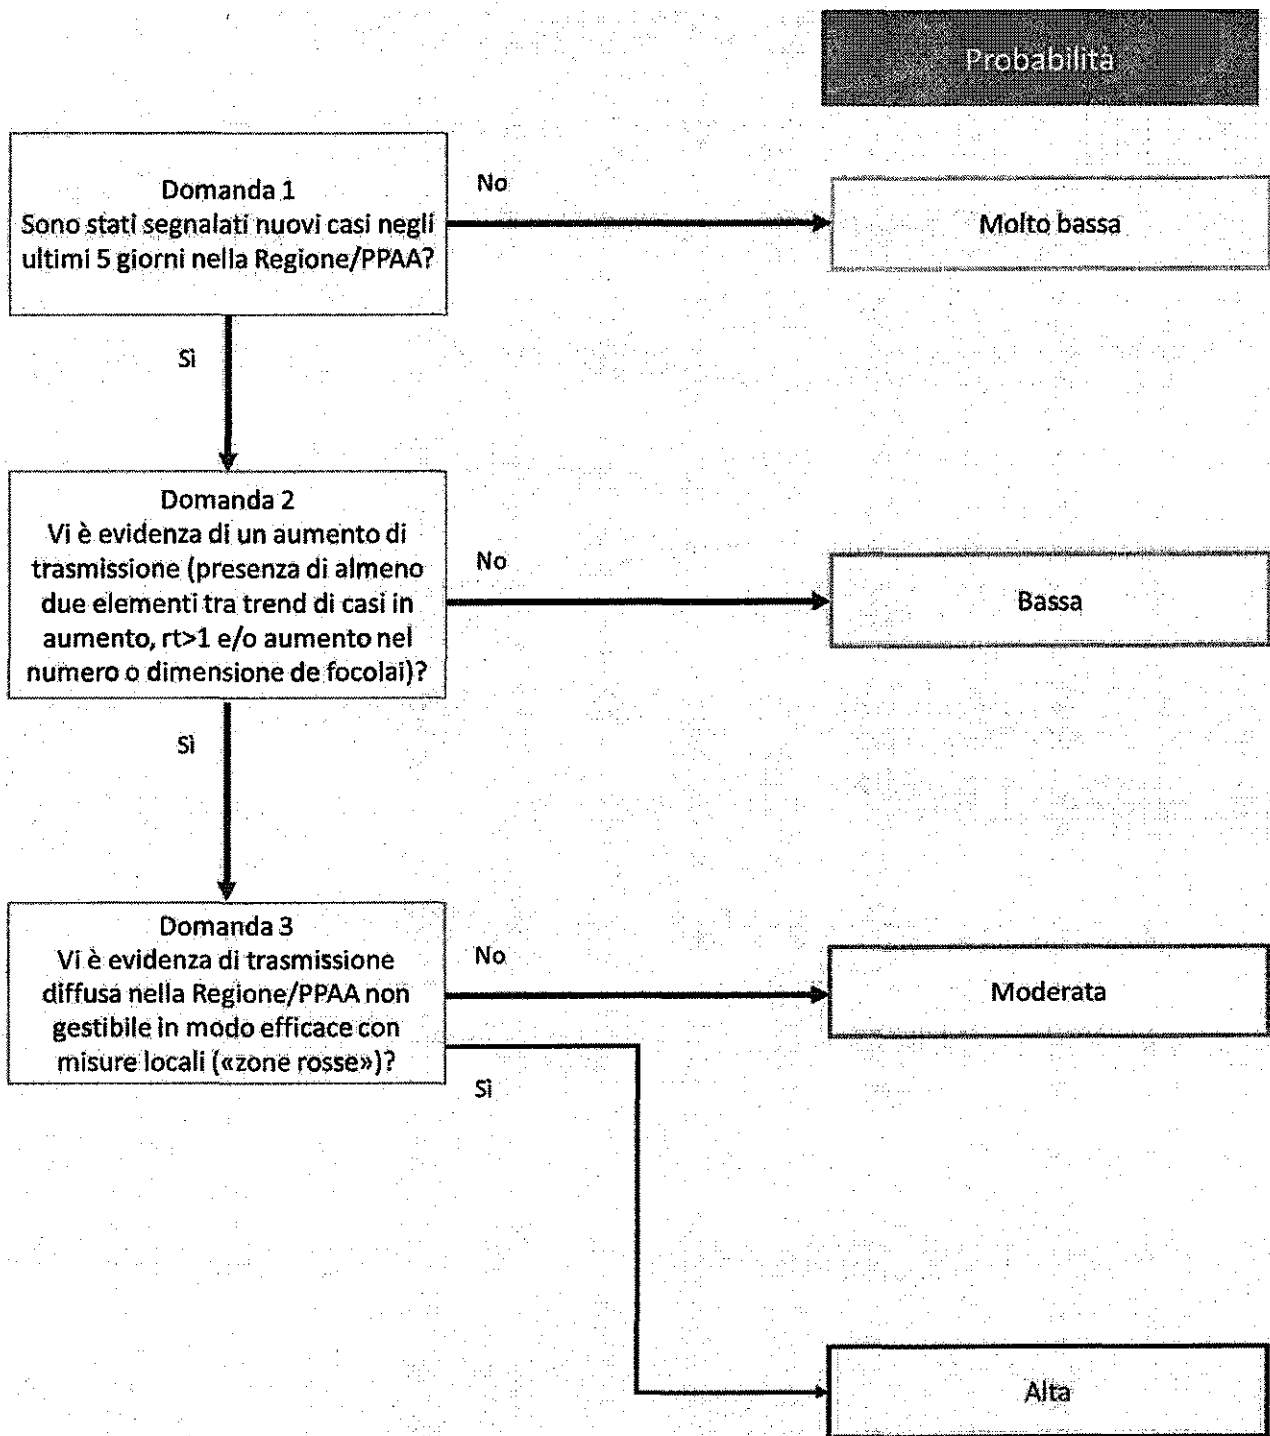 Probabilità
Domanda 1
Sono stati segnalati nuovi casi negli
ultimi 5 giorni nella Regione/PPAA?
No
Molto bassa
Sì
Domanda 2
Vi è evidenza di un aumento di
trasmissione (presenza di almeno
due elementi tra trend di casi in
aumento, rt>1 e/o aumento nel
numero o dimensione de focolai)?
No
Bassa
Sì
Domanda 3
Vi è evidenza di trasmissione
diffusa nella Regione/PPAA non
gestibile in modo efficace con
misure locali («zone rosse»)?
No
Moderata
Sì
Alta